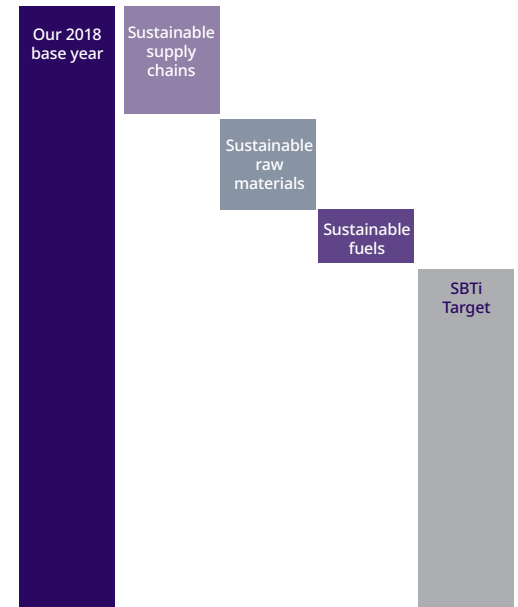 Our 2018
base year
Sustainable
supply
chains
Sustainable
raw
materials
Sustainable
fuels
SBTi
Target